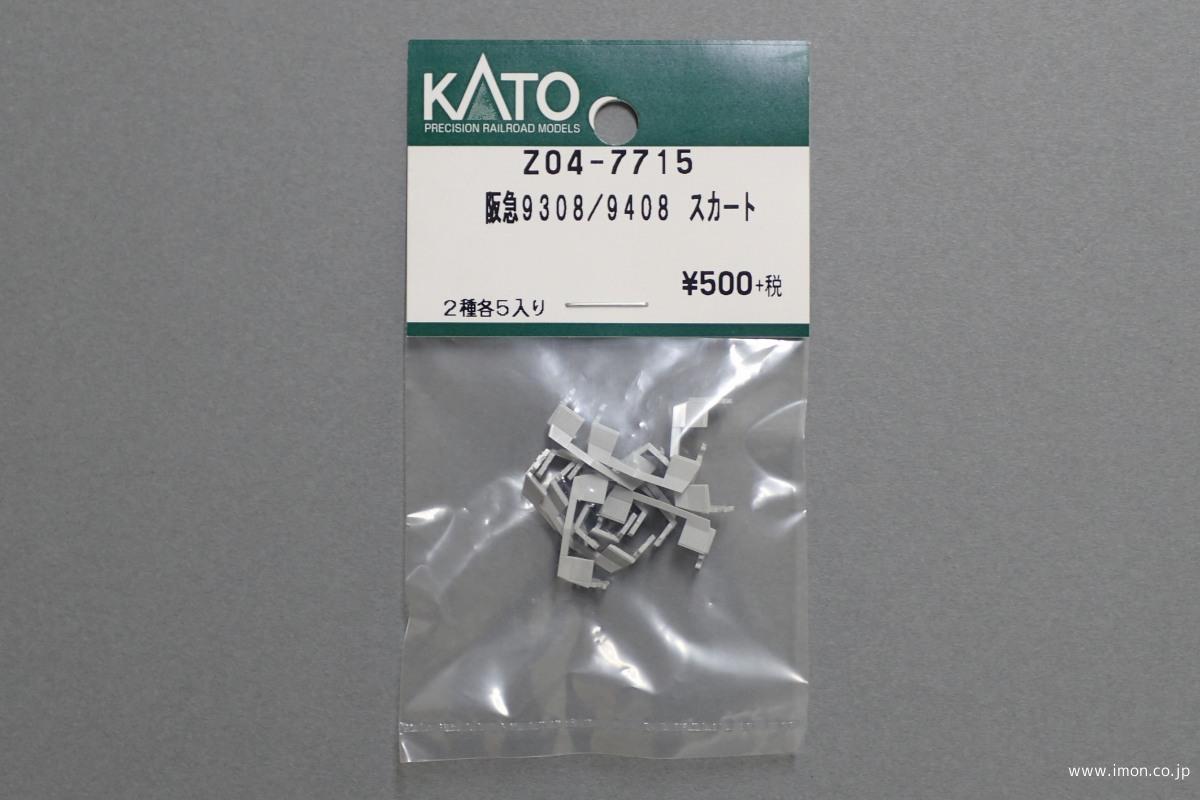 KATO
PRECISION RAILROAD MODELS
Z04-7715
阪急9308/9408 スカート
¥500+税
2種各5入り
www.imon.co.jp